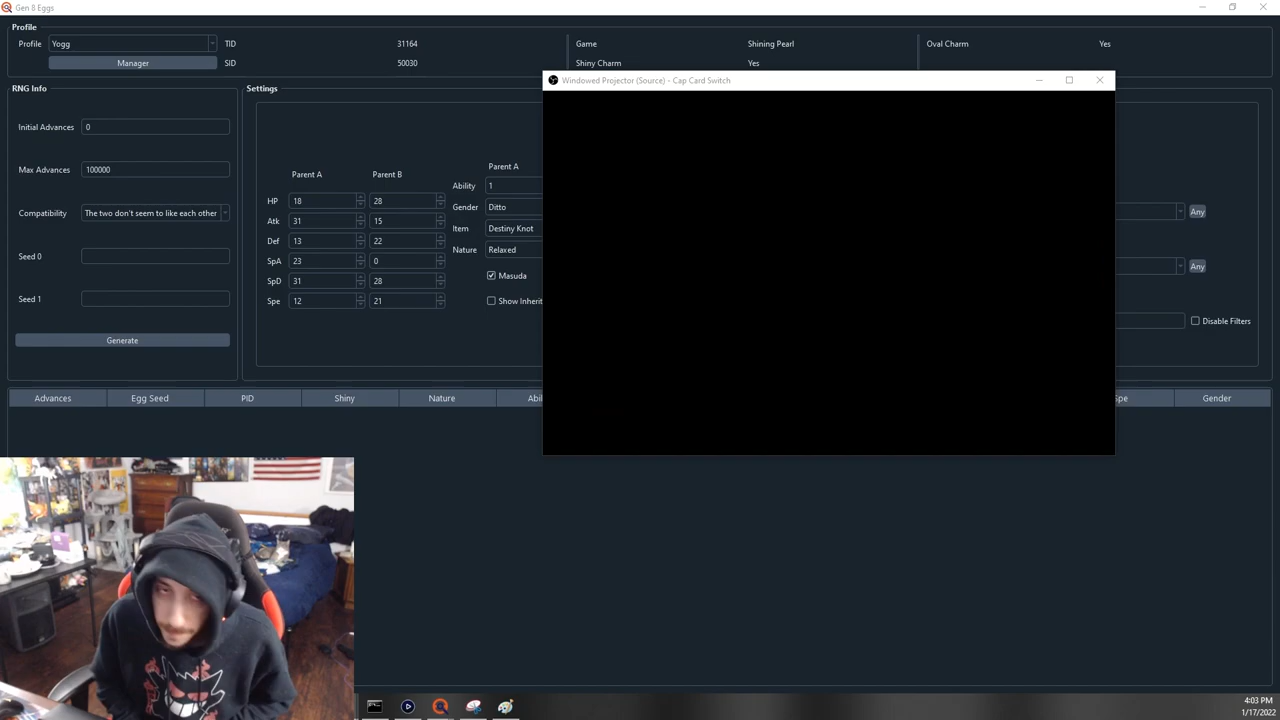 Gen 8 Eggs
Profile
Profile Yogg TID 31164 Game Shining Pearl Oval Charm Yes
Manager SID 50030 Shiny Charm Yes
Windowed Projector (Source) - Cap Card Switch
RNG Info Settings
Initial Advances 0
Max Advances 100000
Compatibility The two don't seem to like each other
Seed 0
Seed 1
Generate
Parent A Parent B
HP 18 28
Atk 31 15
Def 13 22
SpA 23 0
SpD 31 28
Spe 12 21
Parent A
Ability 1
Gender Ditto
Item Destiny Knot
Nature Relaxed
Masuda
Show Inherit
Any
Any
Disable Filters
Advances Egg Seed PID Shiny Nature Abi Spe Gender
4:03 PM
1/17/2022